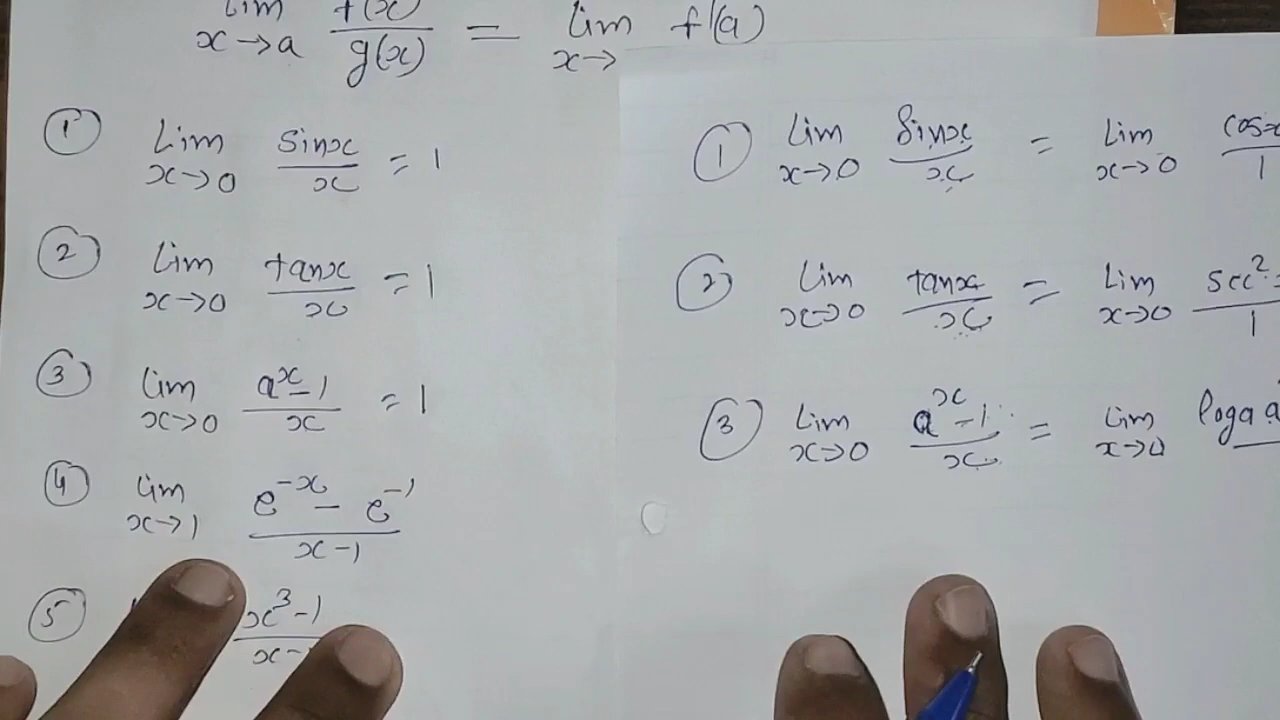 lim x→a f(x)/g(x) = lim x→ f'(a)
① Lim x→0 sinx/x = 1
② Lim x→0 tanx/x = 1
③ lim x→0 a^x-1/x = 1
④ lim x→1 e^-x - e^-1/x-1
⑤ x^3-1/x-
① Lim x→0 Sinx/x = Lim x→0 cosx/1
② Lim x→0 tanx/x = Lim x→0 sec^2/1
③ Lim x→0 a^x-1/x = Lim x→0 loga a